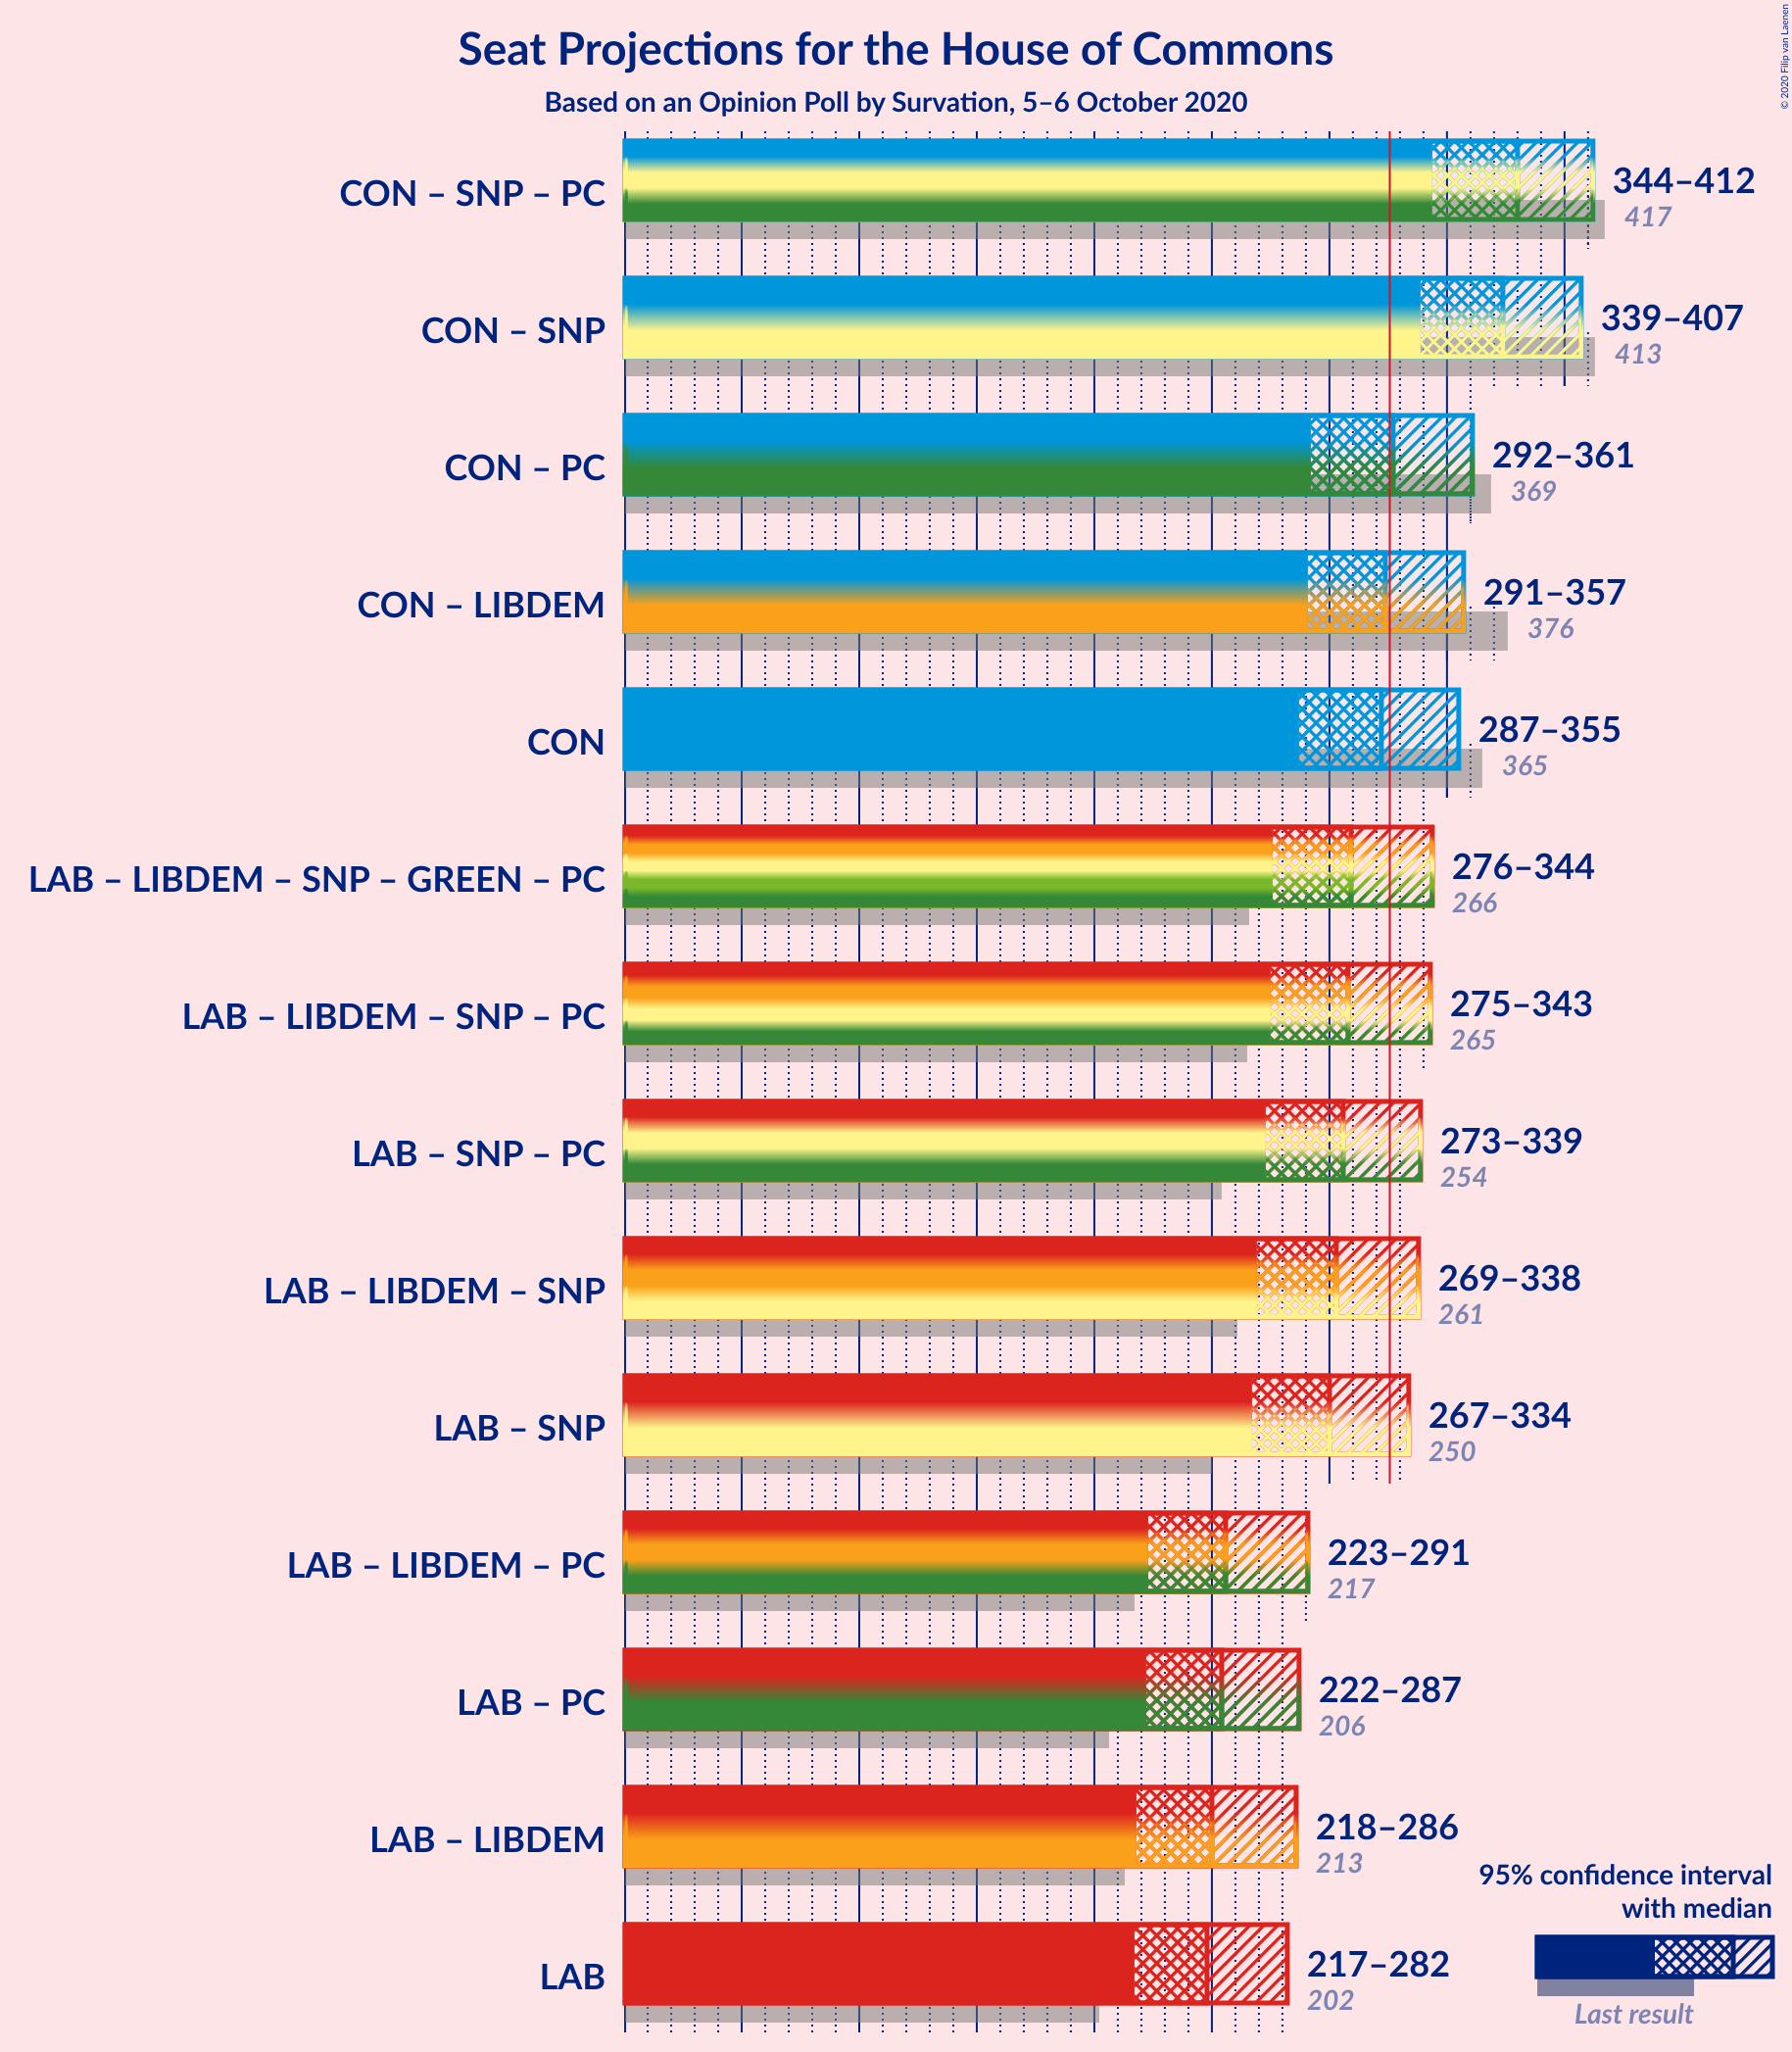 Seat Projections for the House of Commons
Based on an Opinion Poll by Survation, 5–6 October 2020
© 2020 Filip van Laenen
CON – SNP – PC
344–412
417
CON – SNP
339–407
413
CON – PC
292–361
369
CON – LIBDEM
291–357
376
CON
287–355
365
LAB – LIBDEM – SNP – GREEN – PC
276–344
266
LAB – LIBDEM – SNP – PC
275–343
265
LAB – SNP – PC
273–339
254
LAB – LIBDEM – SNP
269–338
261
LAB – SNP
267–334
250
LAB – LIBDEM – PC
223–291
217
LAB – PC
222–287
206
LAB – LIBDEM
218–286
213
LAB
217–282
202
95% confidence interval
with median
Last result